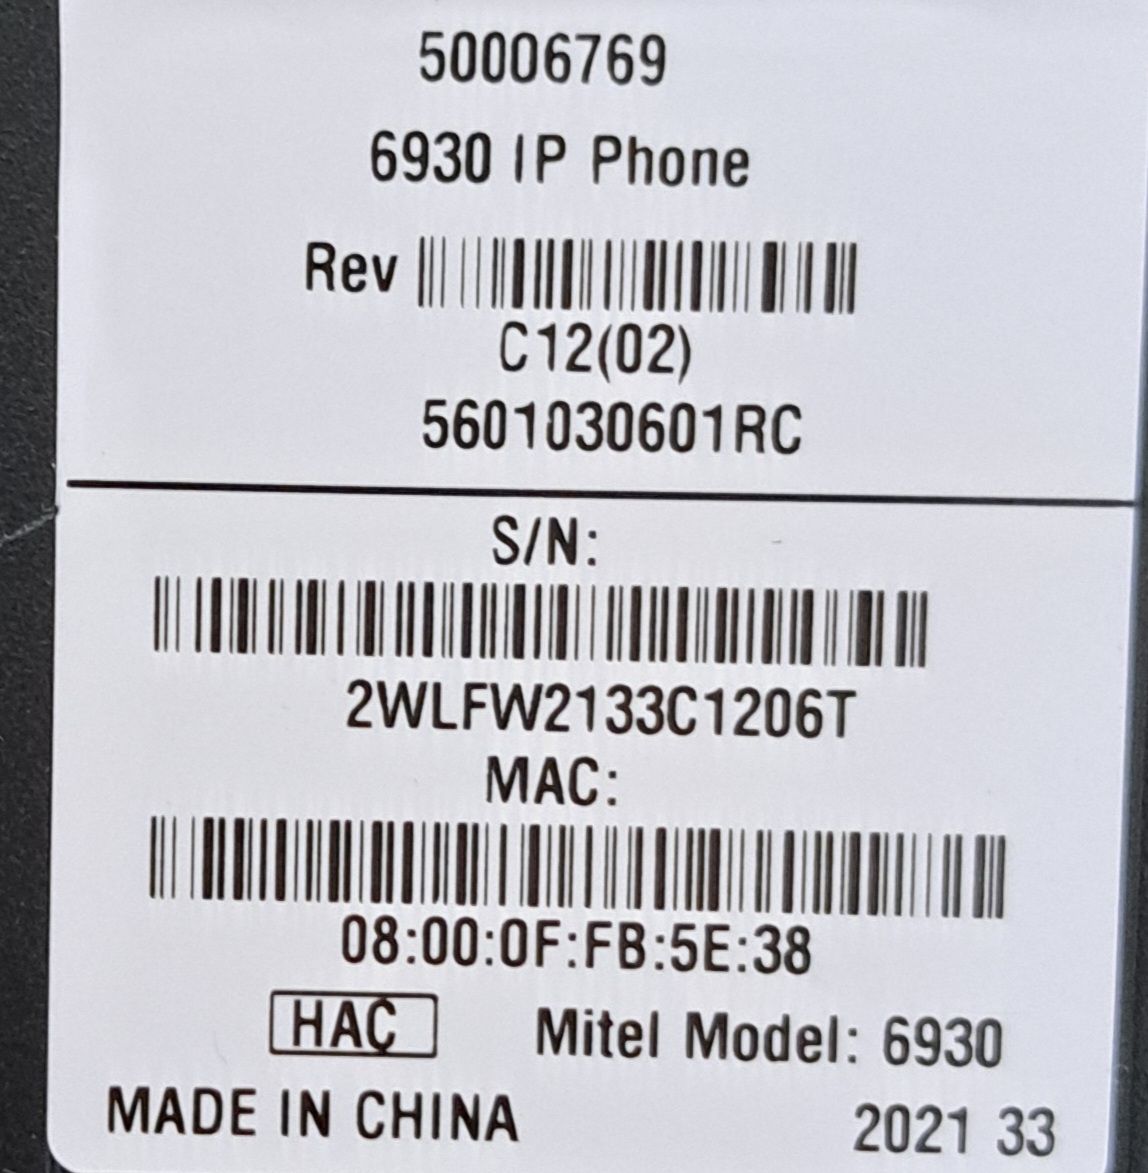 50006769
6930 IP Phone
Rev
C12(02)
5601030601RC
S/N:
2WLFW2133C1206T
MAC:
08:00:0F:FB:5E:38
HAC Mitel Model: 6930
MADE IN CHINA 2021 33